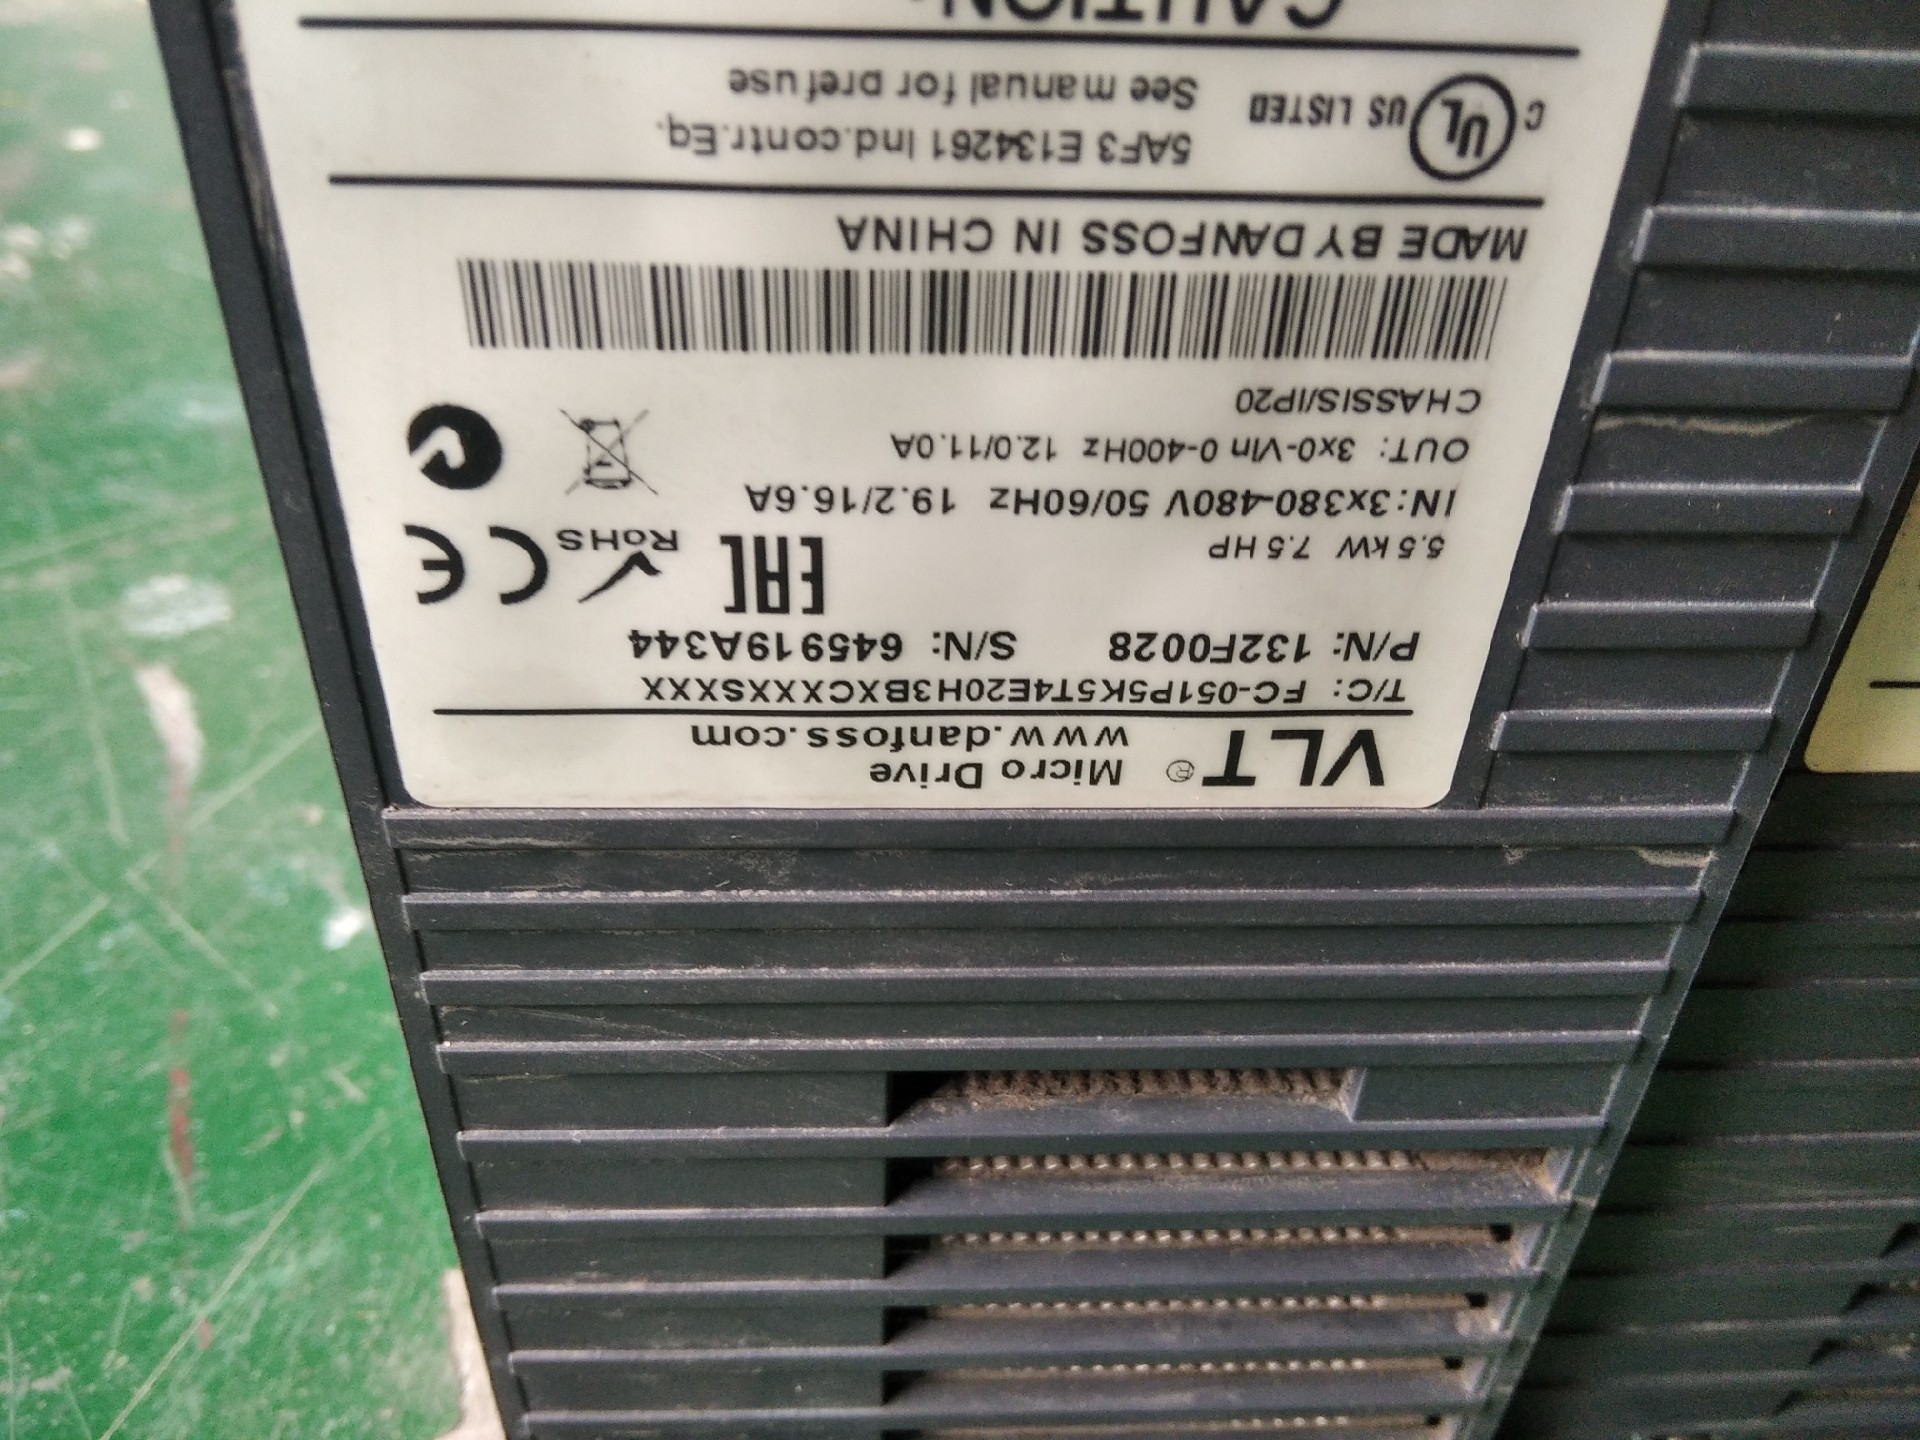 VLT® Micro Drive
www.danfoss.com
T/C: FC-051P5K5T4E20H3BXCXXXSXXX
P/N: 132F0028 S/N: 645919A344
5.5 kW 7.5 HP
IN: 3x380-480V 50/60Hz 19.2/16.6A
OUT: 3x0-Vin 0-400Hz 12.0/11.0A
CHASSIS/IP20
EAC
RoHS
CE
MADE BY DANFOSS IN CHINA
C UL US LISTED
5AF3 E134261 Ind.contr.Eq.
See manual for prefuse
CAUTION: